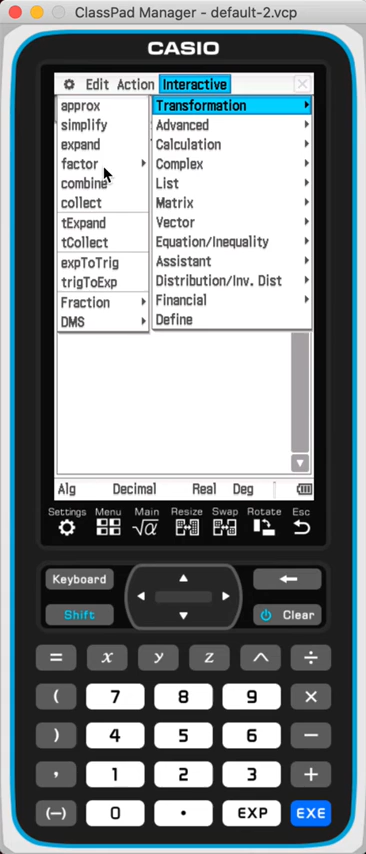 ClassPad Manager - default-2.vcp
CASIO
Edit Action Interactive
approx
simplify
expand
factor
combine
collect
tExpand
tCollect
expToTrig
trigToExp
Fraction
DMS
Transformation
Advanced
Calculation
Complex
List
Matrix
Vector
Equation/Inequality
Assistant
Distribution/Inv. Dist
Financial
Define
Alg Decimal Real Deg
Settings Menu Main Resize Swap Rotate Esc
√α
Keyboard
Shift Clear
= x y z ^ ÷
( 7 8 9 ×
) 4 5 6 −
, 1 2 3 +
(−) 0 . EXP EXE